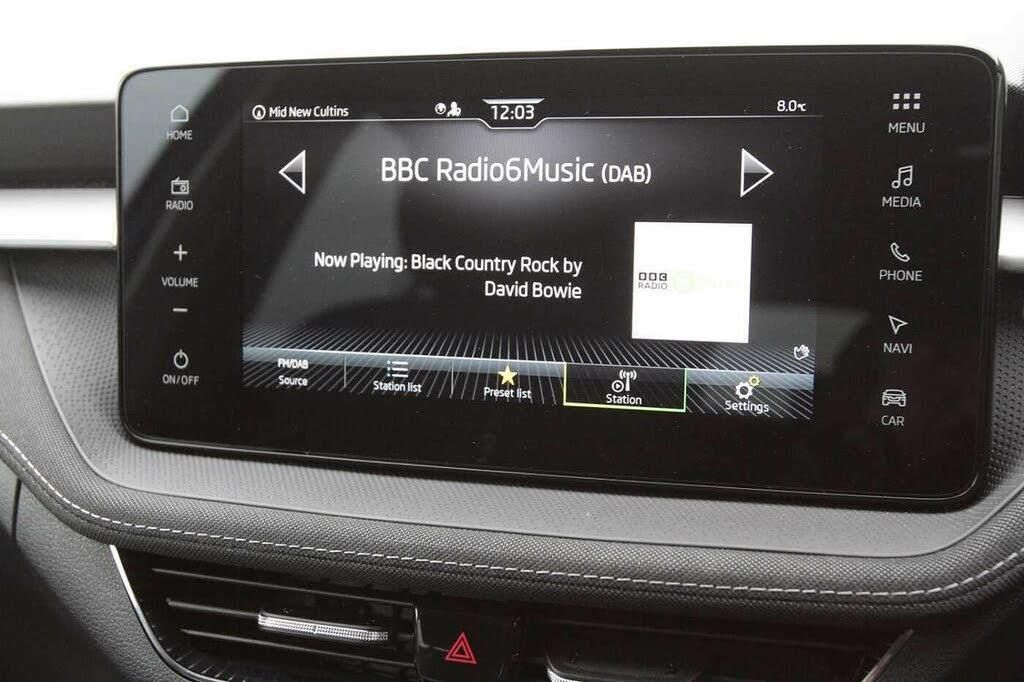 Mid New Cultins
12:03
8.0°C
HOME
RADIO
VOLUME
ON/OFF
BBC Radio6Music (DAB)
Now Playing: Black Country Rock by
David Bowie
BBC
RADIO
FM/DAB
Source
Station list
Preset list
Station
Settings
MENU
MEDIA
PHONE
NAVI
CAR